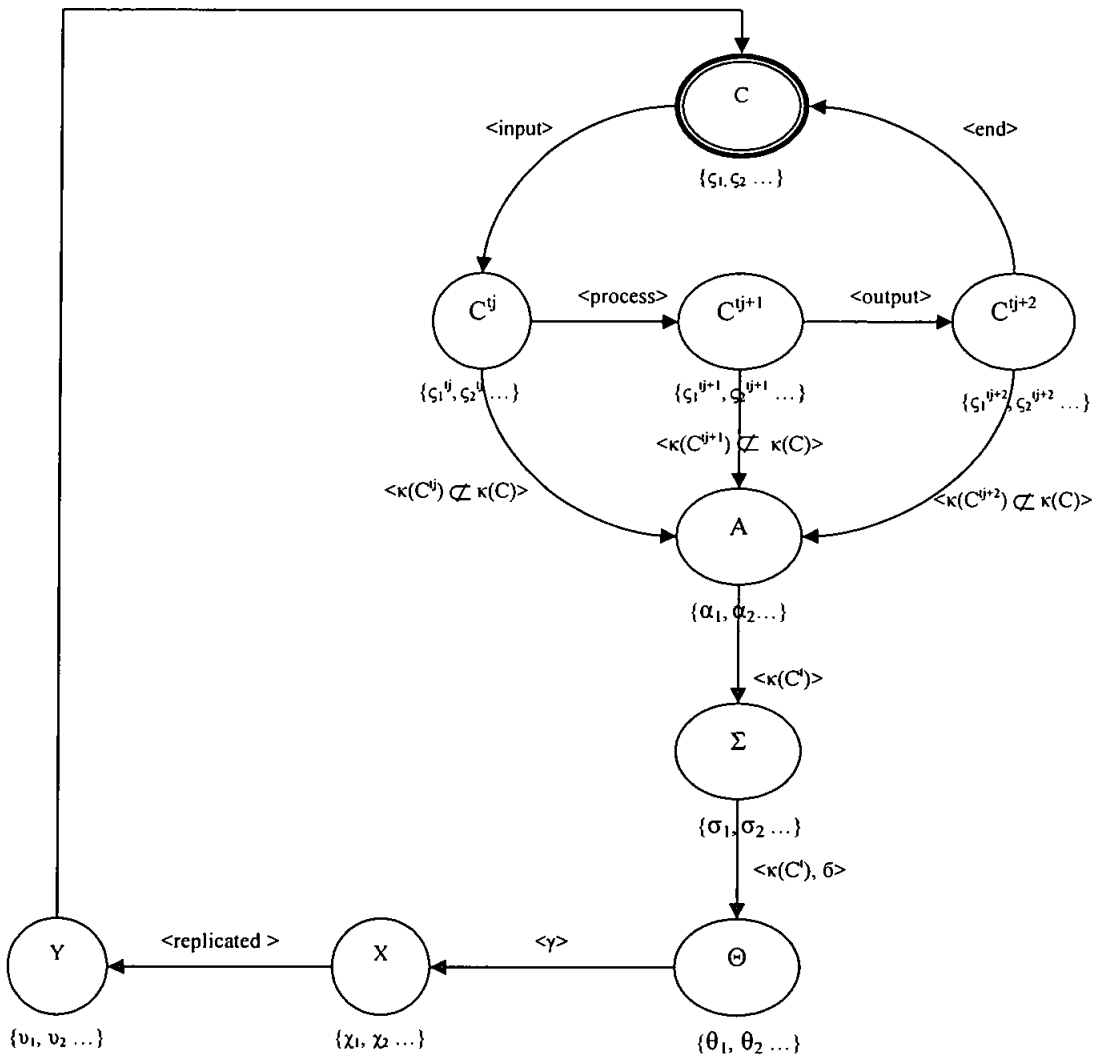 C
<input>
<end>
{ς₁, ς₂ …}
C^tj
<process>
C^tj+1
<output>
C^tj+2
{ς₁^tj, ς₂^tj …}
{ς₁^tj+1, ς₂^tj+1 …}
{ς₁^tj+2, ς₂^tj+2 …}
<κ(C^tj+1) ⊄ κ(C)>
<κ(C^tj) ⊄ κ(C)>
<κ(C^tj+2) ⊄ κ(C)>
A
{α₁, α₂…}
<κ(C^t)>
Σ
{σ₁, σ₂ …}
<κ(C^t), б>
Y
<replicated >
X
<γ>
Θ
{υ₁, υ₂ …}
{χ₁, χ₂ …}
{θ₁, θ₂ …}